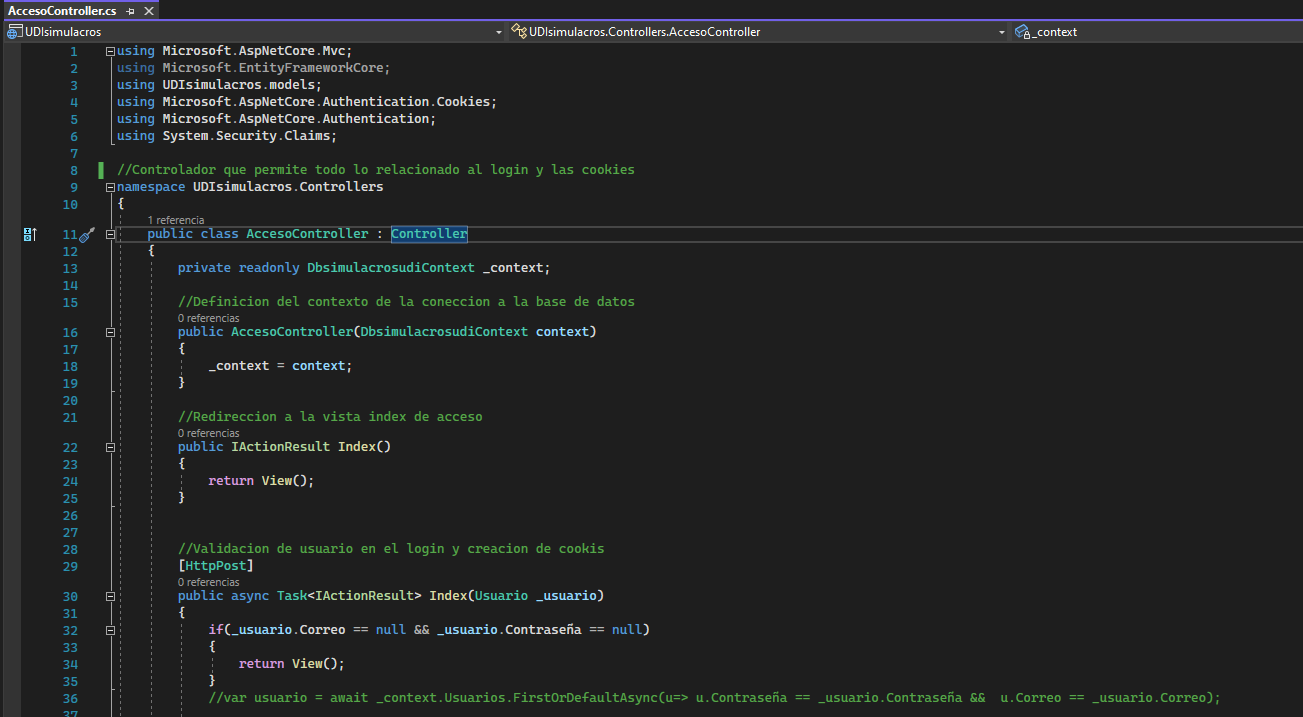 AccesoController.cs
UDIsimulacros UDIsimulacros.Controllers.AccesoController _context
1 using Microsoft.AspNetCore.Mvc;
2 using Microsoft.EntityFrameworkCore;
3 using UDIsimulacros.models;
4 using Microsoft.AspNetCore.Authentication.Cookies;
5 using Microsoft.AspNetCore.Authentication;
6 using System.Security.Claims;
7
8 //Controlador que permite todo lo relacionado al login y las cookies
9 namespace UDIsimulacros.Controllers
10 {
1 referencia
11 public class AccesoController : Controller
12 {
13 private readonly DbsimulacrosudiContext _context;
14
15 //Definicion del contexto de la coneccion a la base de datos
0 referencias
16 public AccesoController(DbsimulacrosudiContext context)
17 {
18 _context = context;
19 }
20
21 //Redireccion a la vista index de acceso
0 referencias
22 public IActionResult Index()
23 {
24 return View();
25 }
26
27
28 //Validacion de usuario en el login y creacion de cookis
29 [HttpPost]
0 referencias
30 public async Task<IActionResult> Index(Usuario _usuario)
31 {
32 if(_usuario.Correo == null && _usuario.Contraseña == null)
33 {
34 return View();
35 }
36 //var usuario = await _context.Usuarios.FirstOrDefaultAsync(u=> u.Contraseña == _usuario.Contraseña && u.Correo == _usuario.Correo);
37